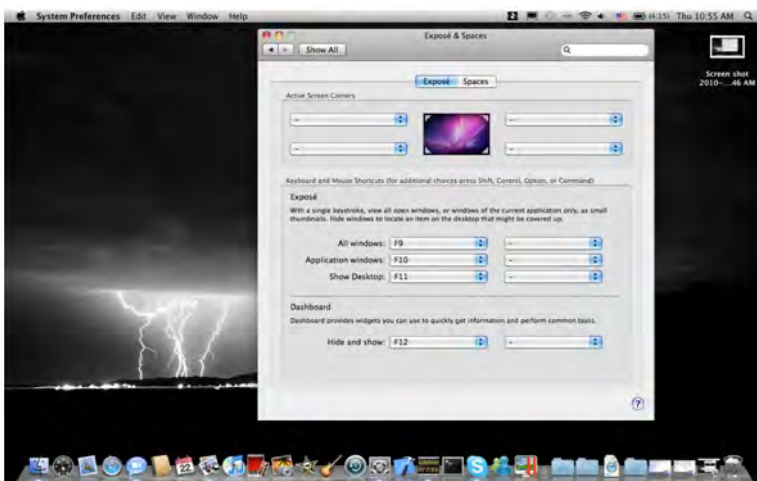 System Preferences Edit View Window Help (4:15) Thu 10:55 AM
Exposé & Spaces
Show All
Screen shot
2010-...46 AM
Exposé Spaces
Active Screen Corners
-
-
-
-
Keyboard and Mouse Shortcuts (for additional choices press Shift, Control, Option, or Command)
Exposé
With a single keystroke, view all open windows, or windows of the current application only, as small
thumbnails. Hide windows to locate an item on the desktop that might be covered up.
All windows: F9 -
Application windows: F10 -
Show Desktop: F11 -
Dashboard
Dashboard provides widgets you can use to quickly get information and perform common tasks.
Hide and show: F12 -
?
22